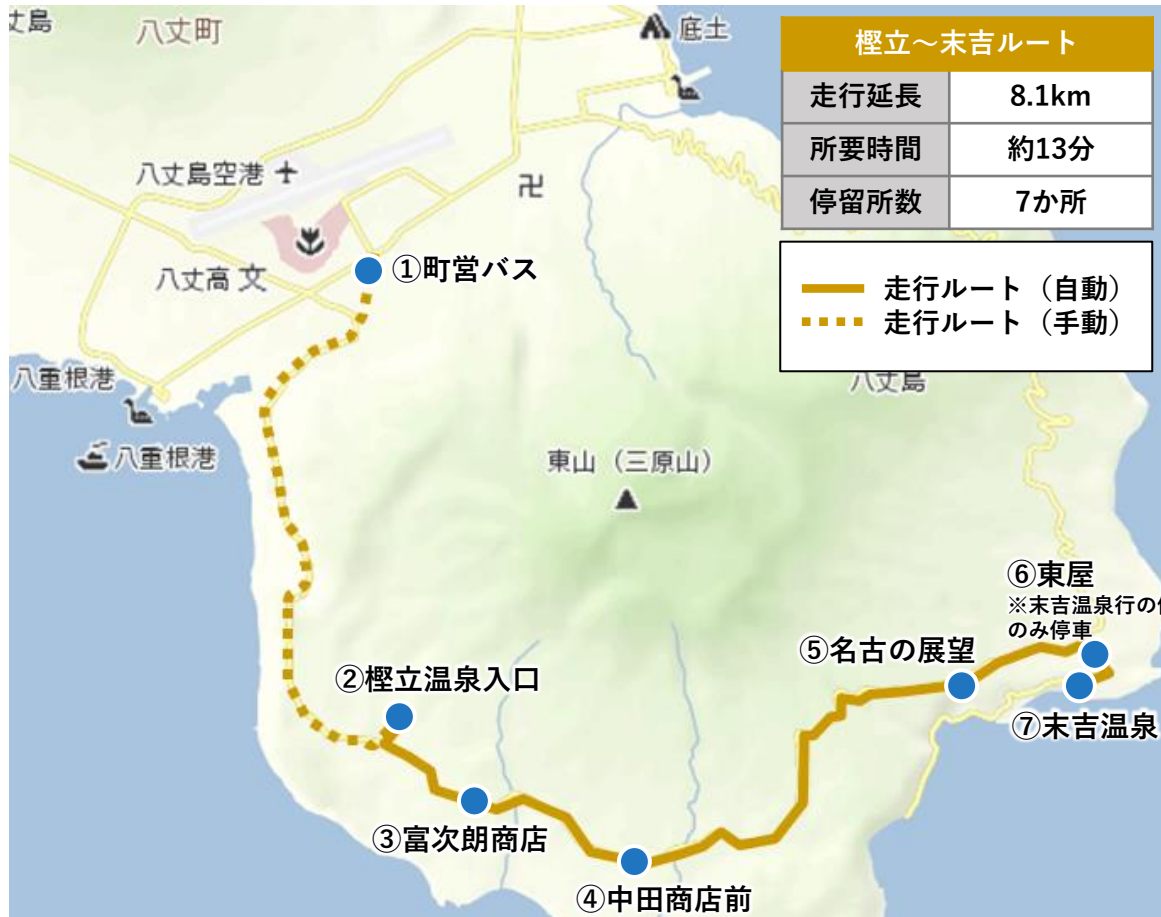 丈島
八丈町
底土
樫立～末吉ルート
走行延長 8.1km
所要時間 約13分
停留所数 7か所
八丈島空港
卍
①町営バス
八丈高 文
走行ルート（自動）
走行ルート（手動）
八丈島
八重根港
八重根港
東山（三原山）
⑥東屋
※末吉温泉行の
のみ停車
⑤名古の展望
②樫立温泉入口
⑦末吉温泉
③富次朗商店
④中田商店前